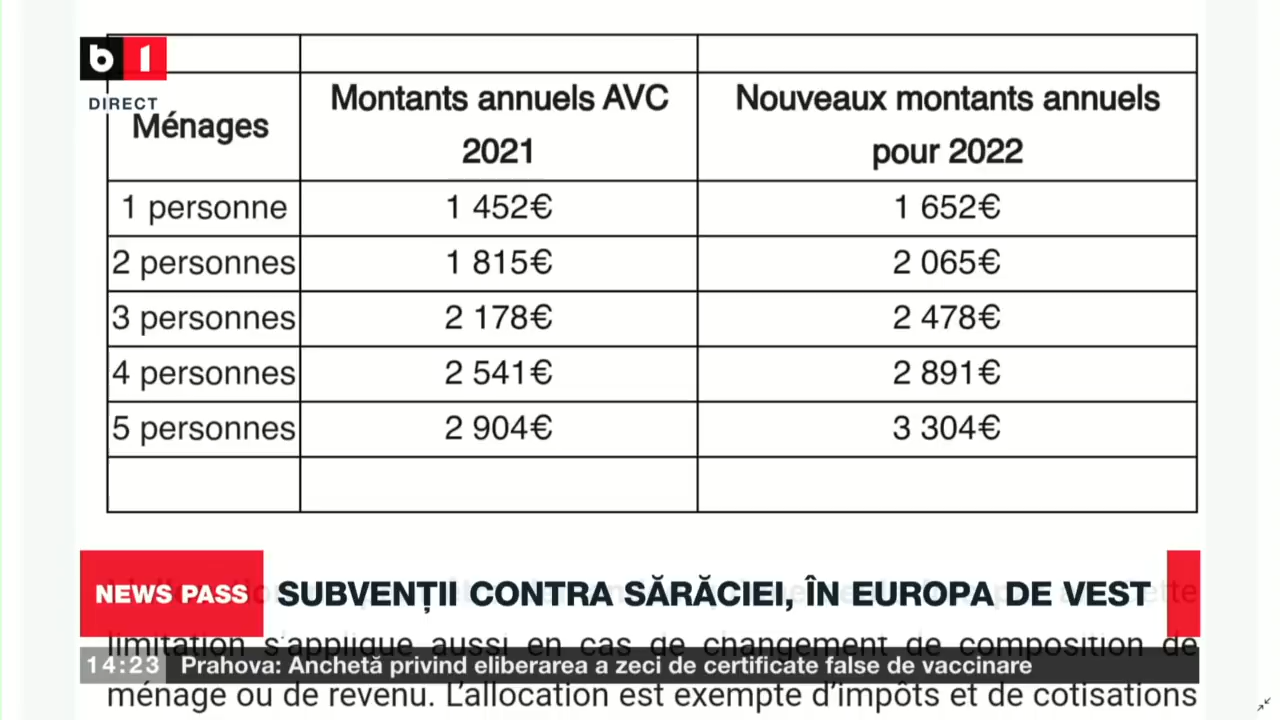 b1
DIRECT
Ménages
Montants annuels AVC
2021
Nouveaux montants annuels
pour 2022
1 personne 1 452€ 1 652€
2 personnes 1 815€ 2 065€
3 personnes 2 178€ 2 478€
4 personnes 2 541€ 2 891€
5 personnes 2 904€ 3 304€
NEWS PASS SUBVENȚII CONTRA SĂRĂCIEI, ÎN EUROPA DE VEST
limitation s'applique aussi en cas de changement de composition de
14:23 Prahova: Anchetă privind eliberarea a zeci de certificate false de vaccinare
ménage ou de revenu. L'allocation est exempte d'impôts et de cotisations